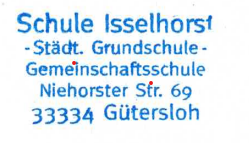 Schule Isselhorst
- Städt. Grundschule -
Gemeinschaftsschule
Niehorster Str. 69
33334 Gütersloh